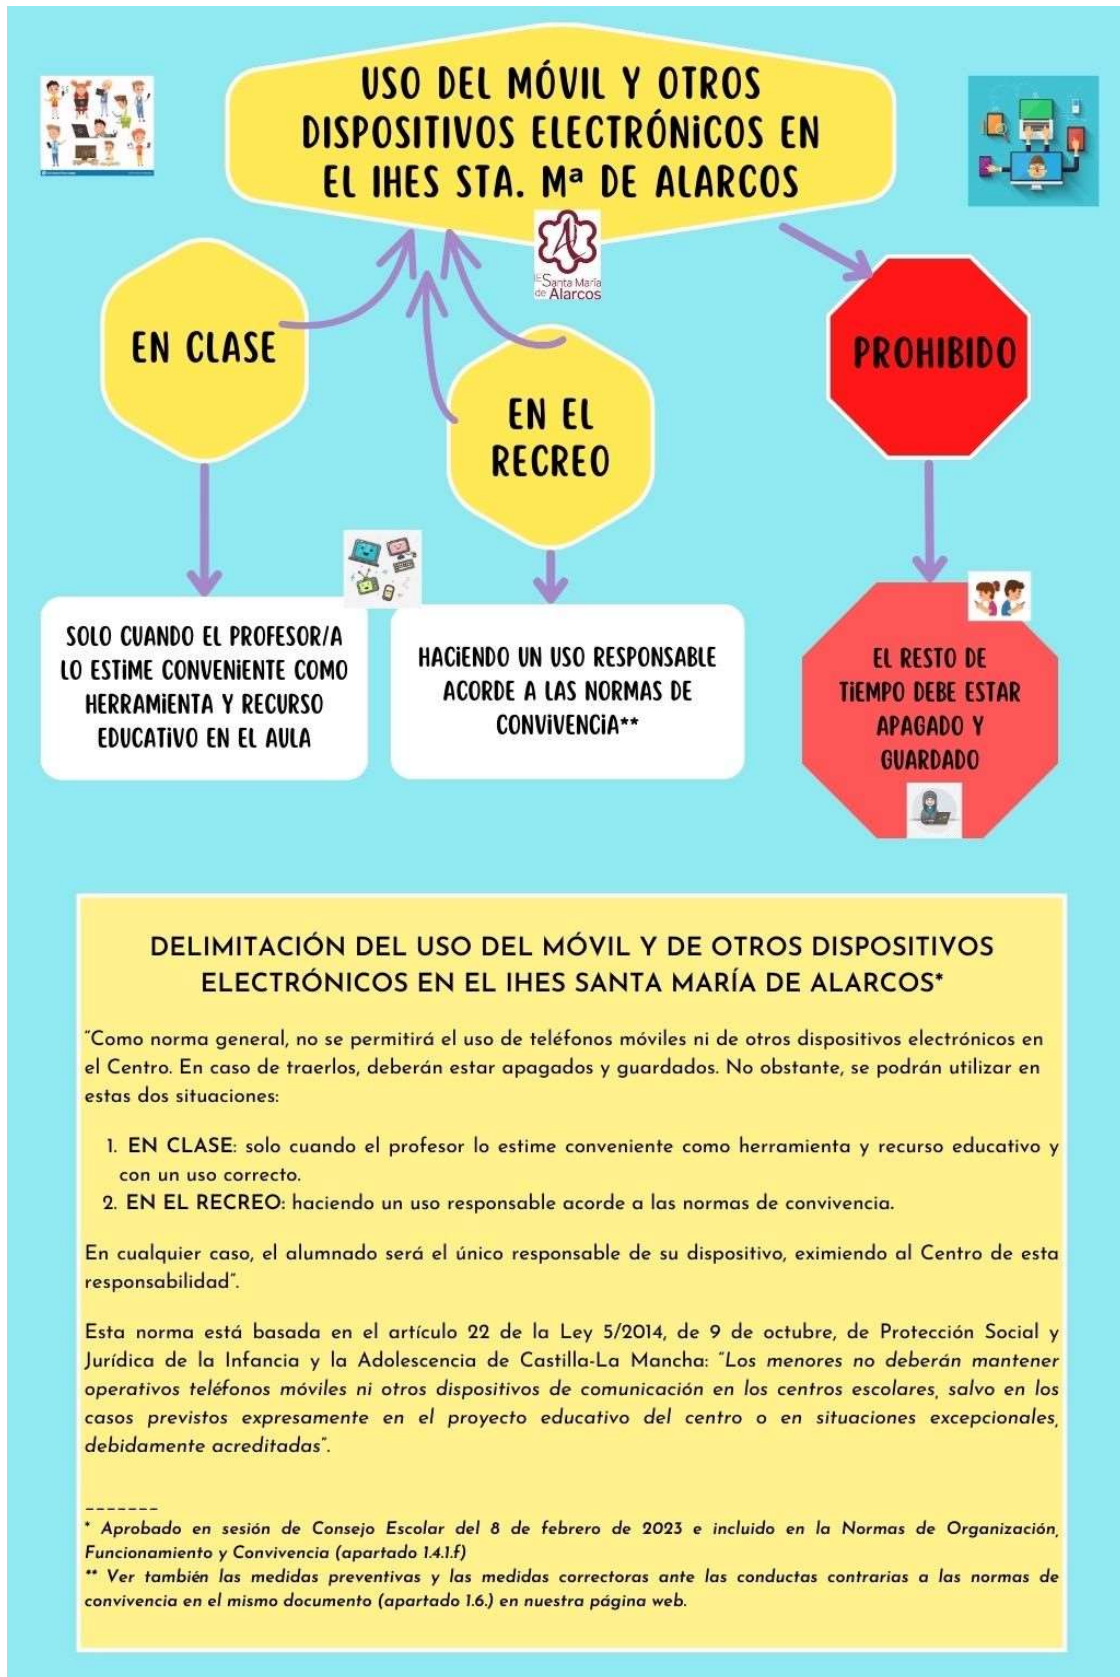 USO DEL MÓVIL Y OTROS
DISPOSITIVOS ELECTRÓNICOS EN
EL IHES STA. Mª DE ALARCOS
Santa María
de Alarcos
EN CLASE
EN EL
RECREO
PROHIBIDO
SOLO CUANDO EL PROFESOR/A
LO ESTIME CONVENIENTE COMO
HERRAMIENTA Y RECURSO
EDUCATIVO EN EL AULA
HACIENDO UN USO RESPONSABLE
ACORDE A LAS NORMAS DE
CONVIVENCIA**
EL RESTO DE
TIEMPO DEBE ESTAR
APAGADO Y
GUARDADO
DELIMITACIÓN DEL USO DEL MÓVIL Y DE OTROS DISPOSITIVOS
ELECTRÓNICOS EN EL IHES SANTA MARÍA DE ALARCOS*
“Como norma general, no se permitirá el uso de teléfonos móviles ni de otros dispositivos electrónicos en
el Centro. En caso de traerlos, deberán estar apagados y guardados. No obstante, se podrán utilizar en
estas dos situaciones:
1. EN CLASE: solo cuando el profesor lo estime conveniente como herramienta y recurso educativo y
con un uso correcto.
2. EN EL RECREO: haciendo un uso responsable acorde a las normas de convivencia.
En cualquier caso, el alumnado será el único responsable de su dispositivo, eximiendo al Centro de esta
responsabilidad”.
Esta norma está basada en el artículo 22 de la Ley 5/2014, de 9 de octubre, de Protección Social y
Jurídica de la Infancia y la Adolescencia de Castilla-La Mancha: “Los menores no deberán mantener
operativos teléfonos móviles ni otros dispositivos de comunicación en los centros escolares, salvo en los
casos previstos expresamente en el proyecto educativo del centro o en situaciones excepcionales,
debidamente acreditadas”.
_______
* Aprobado en sesión de Consejo Escolar del 8 de febrero de 2023 e incluido en la Normas de Organización,
Funcionamiento y Convivencia (apartado 1.4.1.f)
** Ver también las medidas preventivas y las medidas correctoras ante las conductas contrarias a las normas de
convivencia en el mismo documento (apartado 1.6.) en nuestra página web.